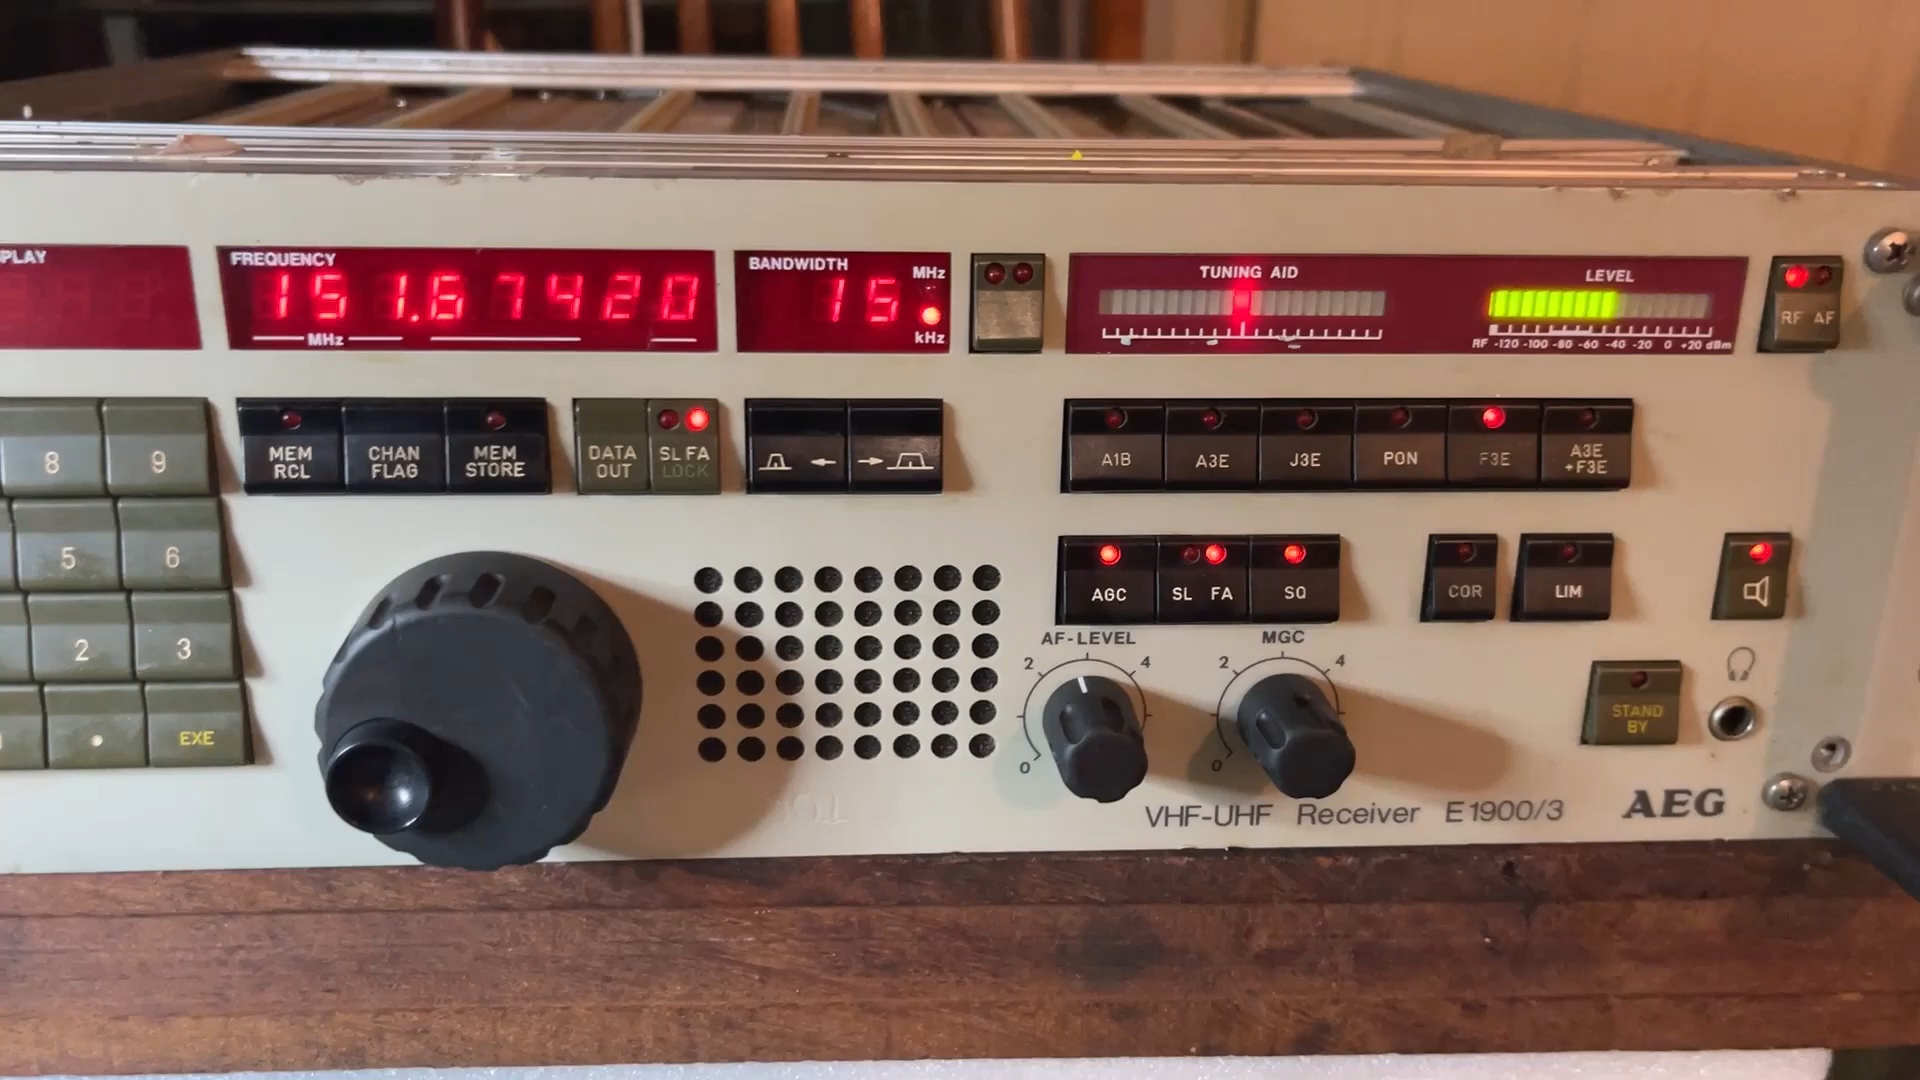 PLAY
FREQUENCY
151.67420
MHz
BANDWIDTH
15
MHz
kHz
TUNING AID
LEVEL
RF -120 -100 -80 -60 -40 -20 0 +20 dBm
RF AF
8 9
MEM RCL
CHAN FLAG
MEM STORE
DATA OUT
SL FA
LOCK
A1B
A3E
J3E
PON
F3E
A3E +F3E
5 6
AGC
SL FA
SQ
COR
LIM
2 3
AF-LEVEL
0 2 4
MGC
0 2 4
STAND BY
. EXE
VHF-UHF Receiver E1900/3
AEG